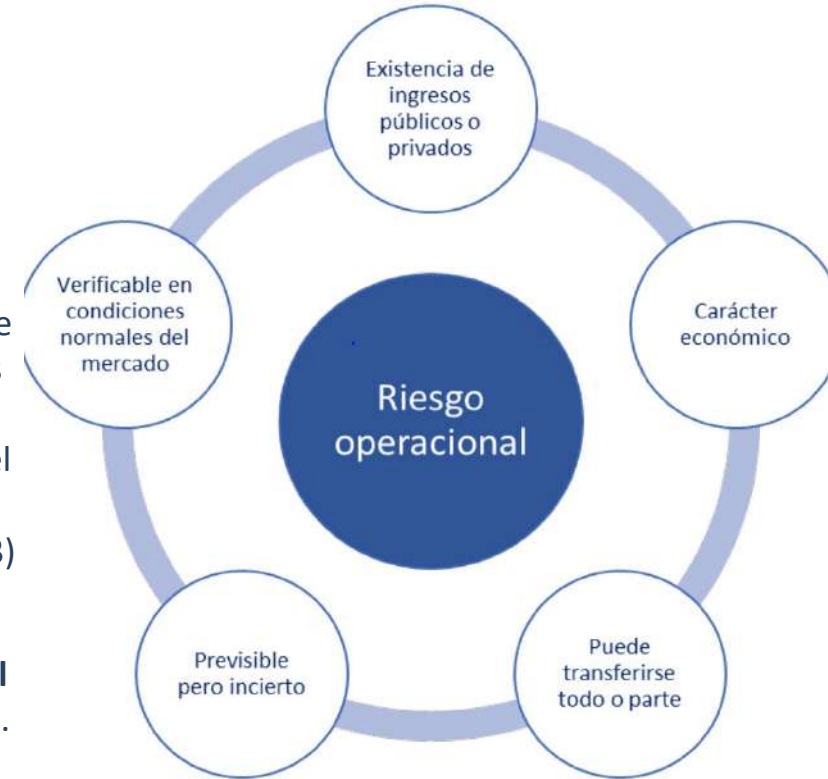 Existencia de
ingresos
públicos o
privados
Verificable en
condiciones
normales del
mercado
Carácter
económico
Riesgo
operacional
Previsible
pero incierto
Puede
transferirse
todo o parte